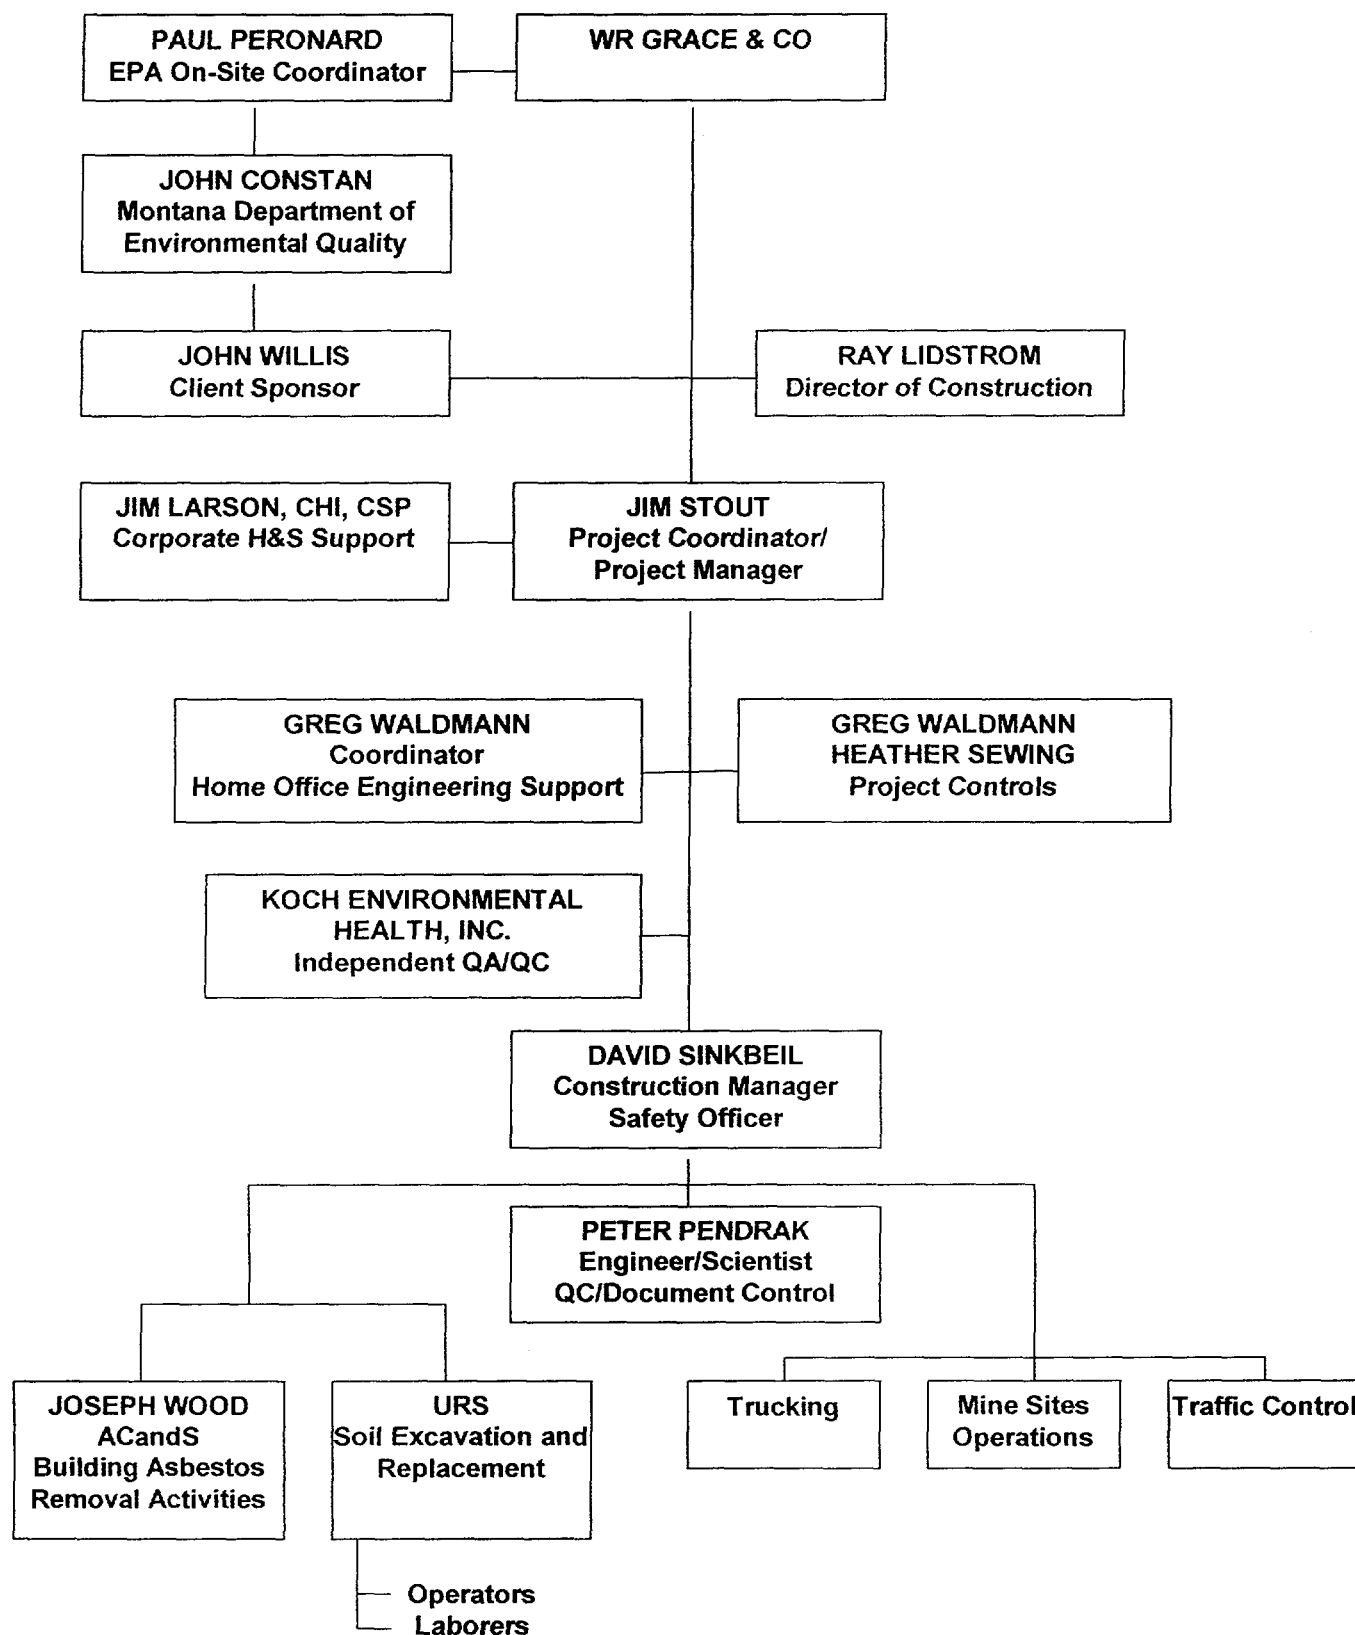 PAUL PERONARD
EPA On-Site Coordinator
WR GRACE & CO
JOHN CONSTAN
Montana Department of
Environmental Quality
JOHN WILLIS
Client Sponsor
RAY LIDSTROM
Director of Construction
JIM LARSON, CHI, CSP
Corporate H&S Support
JIM STOUT
Project Coordinator/
Project Manager
GREG WALDMANN
Coordinator
Home Office Engineering Support
GREG WALDMANN
HEATHER SEWING
Project Controls
KOCH ENVIRONMENTAL
HEALTH, INC.
Independent QA/QC
DAVID SINKBEIL
Construction Manager
Safety Officer
PETER PENDRAK
Engineer/Scientist
QC/Document Control
JOSEPH WOOD
ACandS
Building Asbestos
Removal Activities
URS
Soil Excavation and
Replacement
Trucking
Mine Sites
Operations
Traffic Control
Operators
Laborers